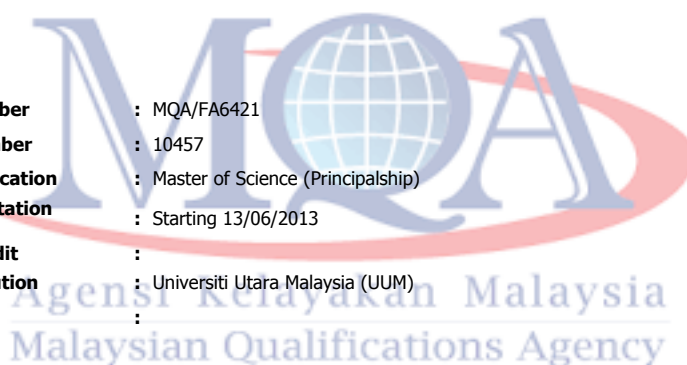 MQA
ber : MQA/FA6421
ber : 10457
cation : Master of Science (Principalship)
tation : Starting 13/06/2013
dit :
tion : Universiti Utara Malaysia (UUM)
:
Agensi Kelayakan Malaysia
Malaysian Qualifications Agency